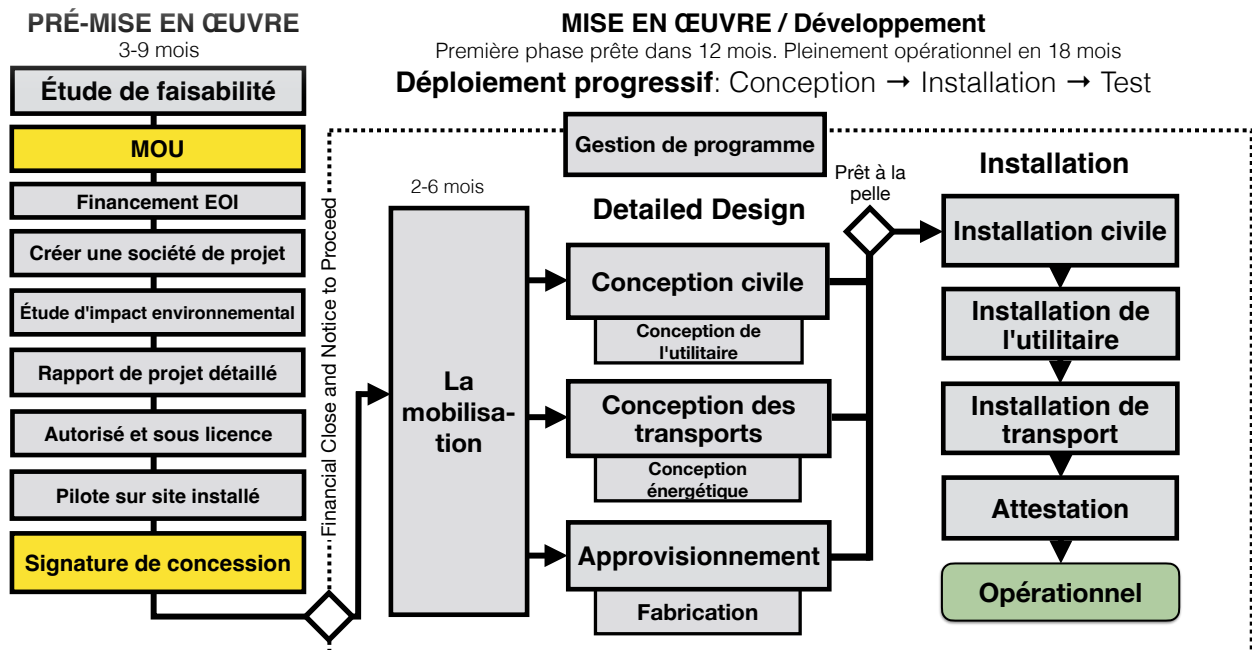 PRÉ-MISE EN ŒUVRE
3-9 mois
Étude de faisabilité
MOU
Financement EOI
Créer une société de projet
Étude d'impact environnemental
Rapport de projet détaillé
Autorisé et sous licence
Pilote sur site installé
Signature de concession
Financial Close and Notice to Proceed
MISE EN ŒUVRE / Développement
Première phase prête dans 12 mois. Pleinement opérationnel en 18 mois
Déploiement progressif: Conception → Installation → Test
Gestion de programme
2-6 mois
La
mobilisa-
tion
Detailed Design
Conception civile
Conception de
l'utilitaire
Conception des
transports
Conception
énergétique
Approvisionnement
Fabrication
Prêt à la
pelle
Installation
Installation civile
Installation de
l'utilitaire
Installation de
transport
Attestation
Opérationnel